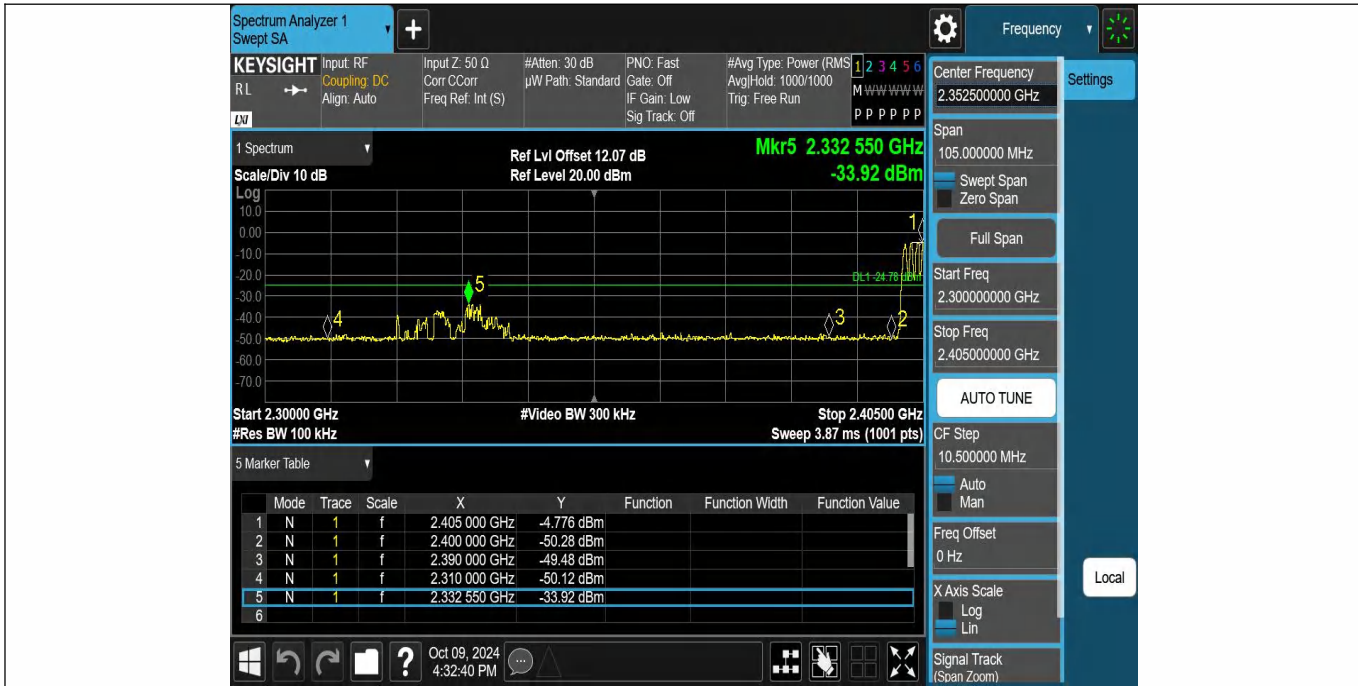 Spectrum Analyzer 1
Swept SA
+
Frequency
KEYSIGHT
RL
LXI
Input: RF
Coupling: DC
Align: Auto
Input Z: 50 Ω
Corr CCorr
Freq Ref: Int (S)
#Atten: 30 dB
µW Path: Standard
PNO: Fast
Gate: Off
IF Gain: Low
Sig Track: Off
#Avg Type: Power (RMS
Avg|Hold: 1000/1000
Trig: Free Run
1 2 3 4 5 6
M W W W W W
P P P P P P
1 Spectrum
Scale/Div 10 dB
Ref Lvl Offset 12.07 dB
Ref Level 20.00 dBm
Mkr5 2.332 550 GHz
-33.92 dBm
Log
10.0
0.00
-10.0
-20.0
-30.0
-40.0
-50.0
-60.0
-70.0
1
DL1 -24.78 dBm
5
4
3
2
Start 2.30000 GHz
#Video BW 300 kHz
Stop 2.40500 GHz
#Res BW 100 kHz
Sweep 3.87 ms (1001 pts)
5 Marker Table
Mode Trace Scale X Y Function Function Width Function Value
1 N 1 f 2.405 000 GHz -4.776 dBm
2 N 1 f 2.400 000 GHz -50.28 dBm
3 N 1 f 2.390 000 GHz -49.48 dBm
4 N 1 f 2.310 000 GHz -50.12 dBm
5 N 1 f 2.332 550 GHz -33.92 dBm
6
?
Oct 09, 2024
4:32:40 PM
Center Frequency
2.352500000 GHz
Settings
Span
105.000000 MHz
Swept Span
Zero Span
Full Span
Start Freq
2.300000000 GHz
Stop Freq
2.405000000 GHz
AUTO TUNE
CF Step
10.500000 MHz
Auto
Man
Freq Offset
0 Hz
Local
X Axis Scale
Log
Lin
Signal Track
(Span Zoom)